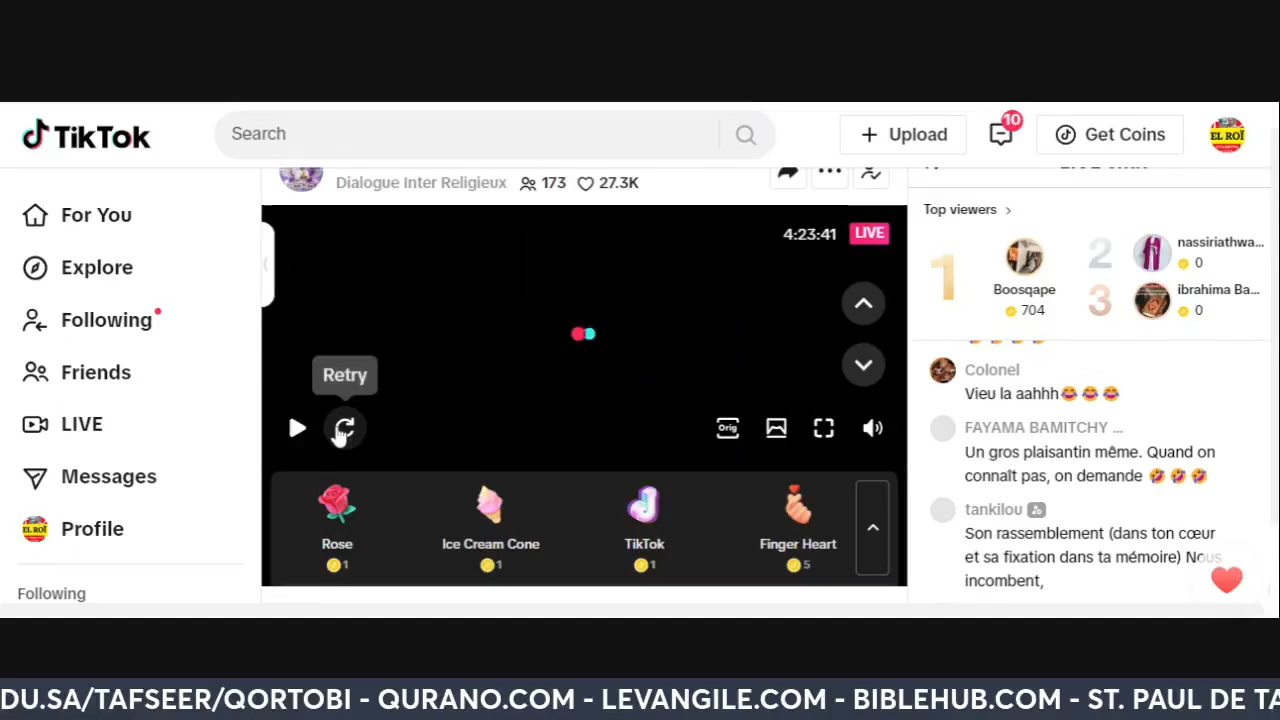 TikTok
Search
Upload
10
Get Coins
EL ROÏ
For You
Explore
Following
Friends
LIVE
Messages
EL ROÏ
Profile
Following
Dialogue Inter Religieux 173 27.3K
4:23:41 LIVE
Retry
Orig
Rose
1
Ice Cream Cone
1
TikTok
1
Finger Heart
5
Top viewers
1
Boosqape
704
2
nassiriathwa...
0
3
ibrahima Ba...
0
Colonel
Vieu la aahhh😂😂😂
FAYAMA BAMITCHY ...
Un gros plaisantin même. Quand on
connaît pas, on demande 🤣🤣🤣
tankilou
Son rassemblement (dans ton cœur
et sa fixation dans ta mémoire) Nous
incombent,
DU.SA/TAFSEER/QORTOBI - QURANO.COM - LEVANGILE.COM - BIBLEHUB.COM - ST. PAUL DE TA